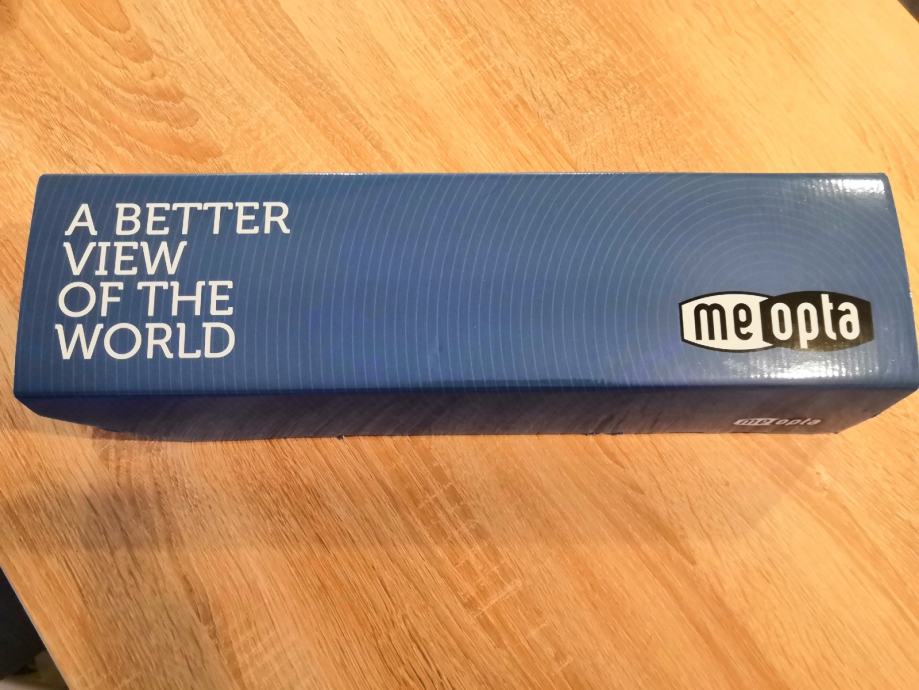 A BETTER
VIEW
OF THE
WORLD
meopta
meopta